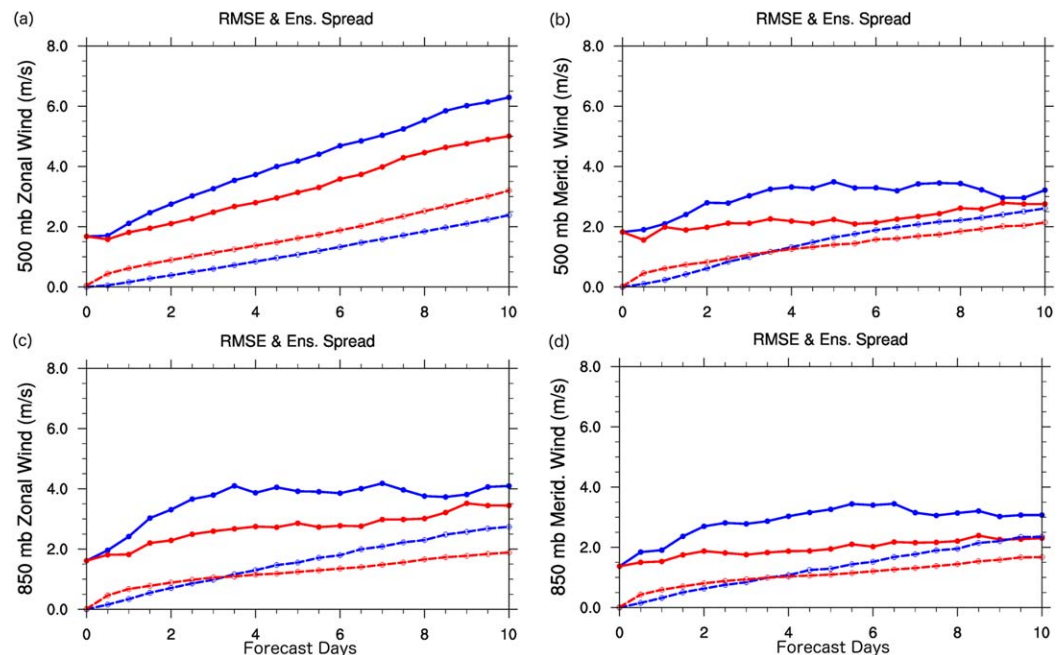 (a)
RMSE & Ens. Spread
500 mb Zonal Wind (m/s)
8.0
6.0
4.0
2.0
0.0
0 2 4 6 8 10
(b)
RMSE & Ens. Spread
500 mb Merid. Wind (m/s)
8.0
6.0
4.0
2.0
0.0
0 2 4 6 8 10
(c)
RMSE & Ens. Spread
850 mb Zonal Wind (m/s)
8.0
6.0
4.0
2.0
0.0
0 2 4 6 8 10
Forecast Days
(d)
RMSE & Ens. Spread
850 mb Merid. Wind (m/s)
8.0
6.0
4.0
2.0
0.0
0 2 4 6 8 10
Forecast Days